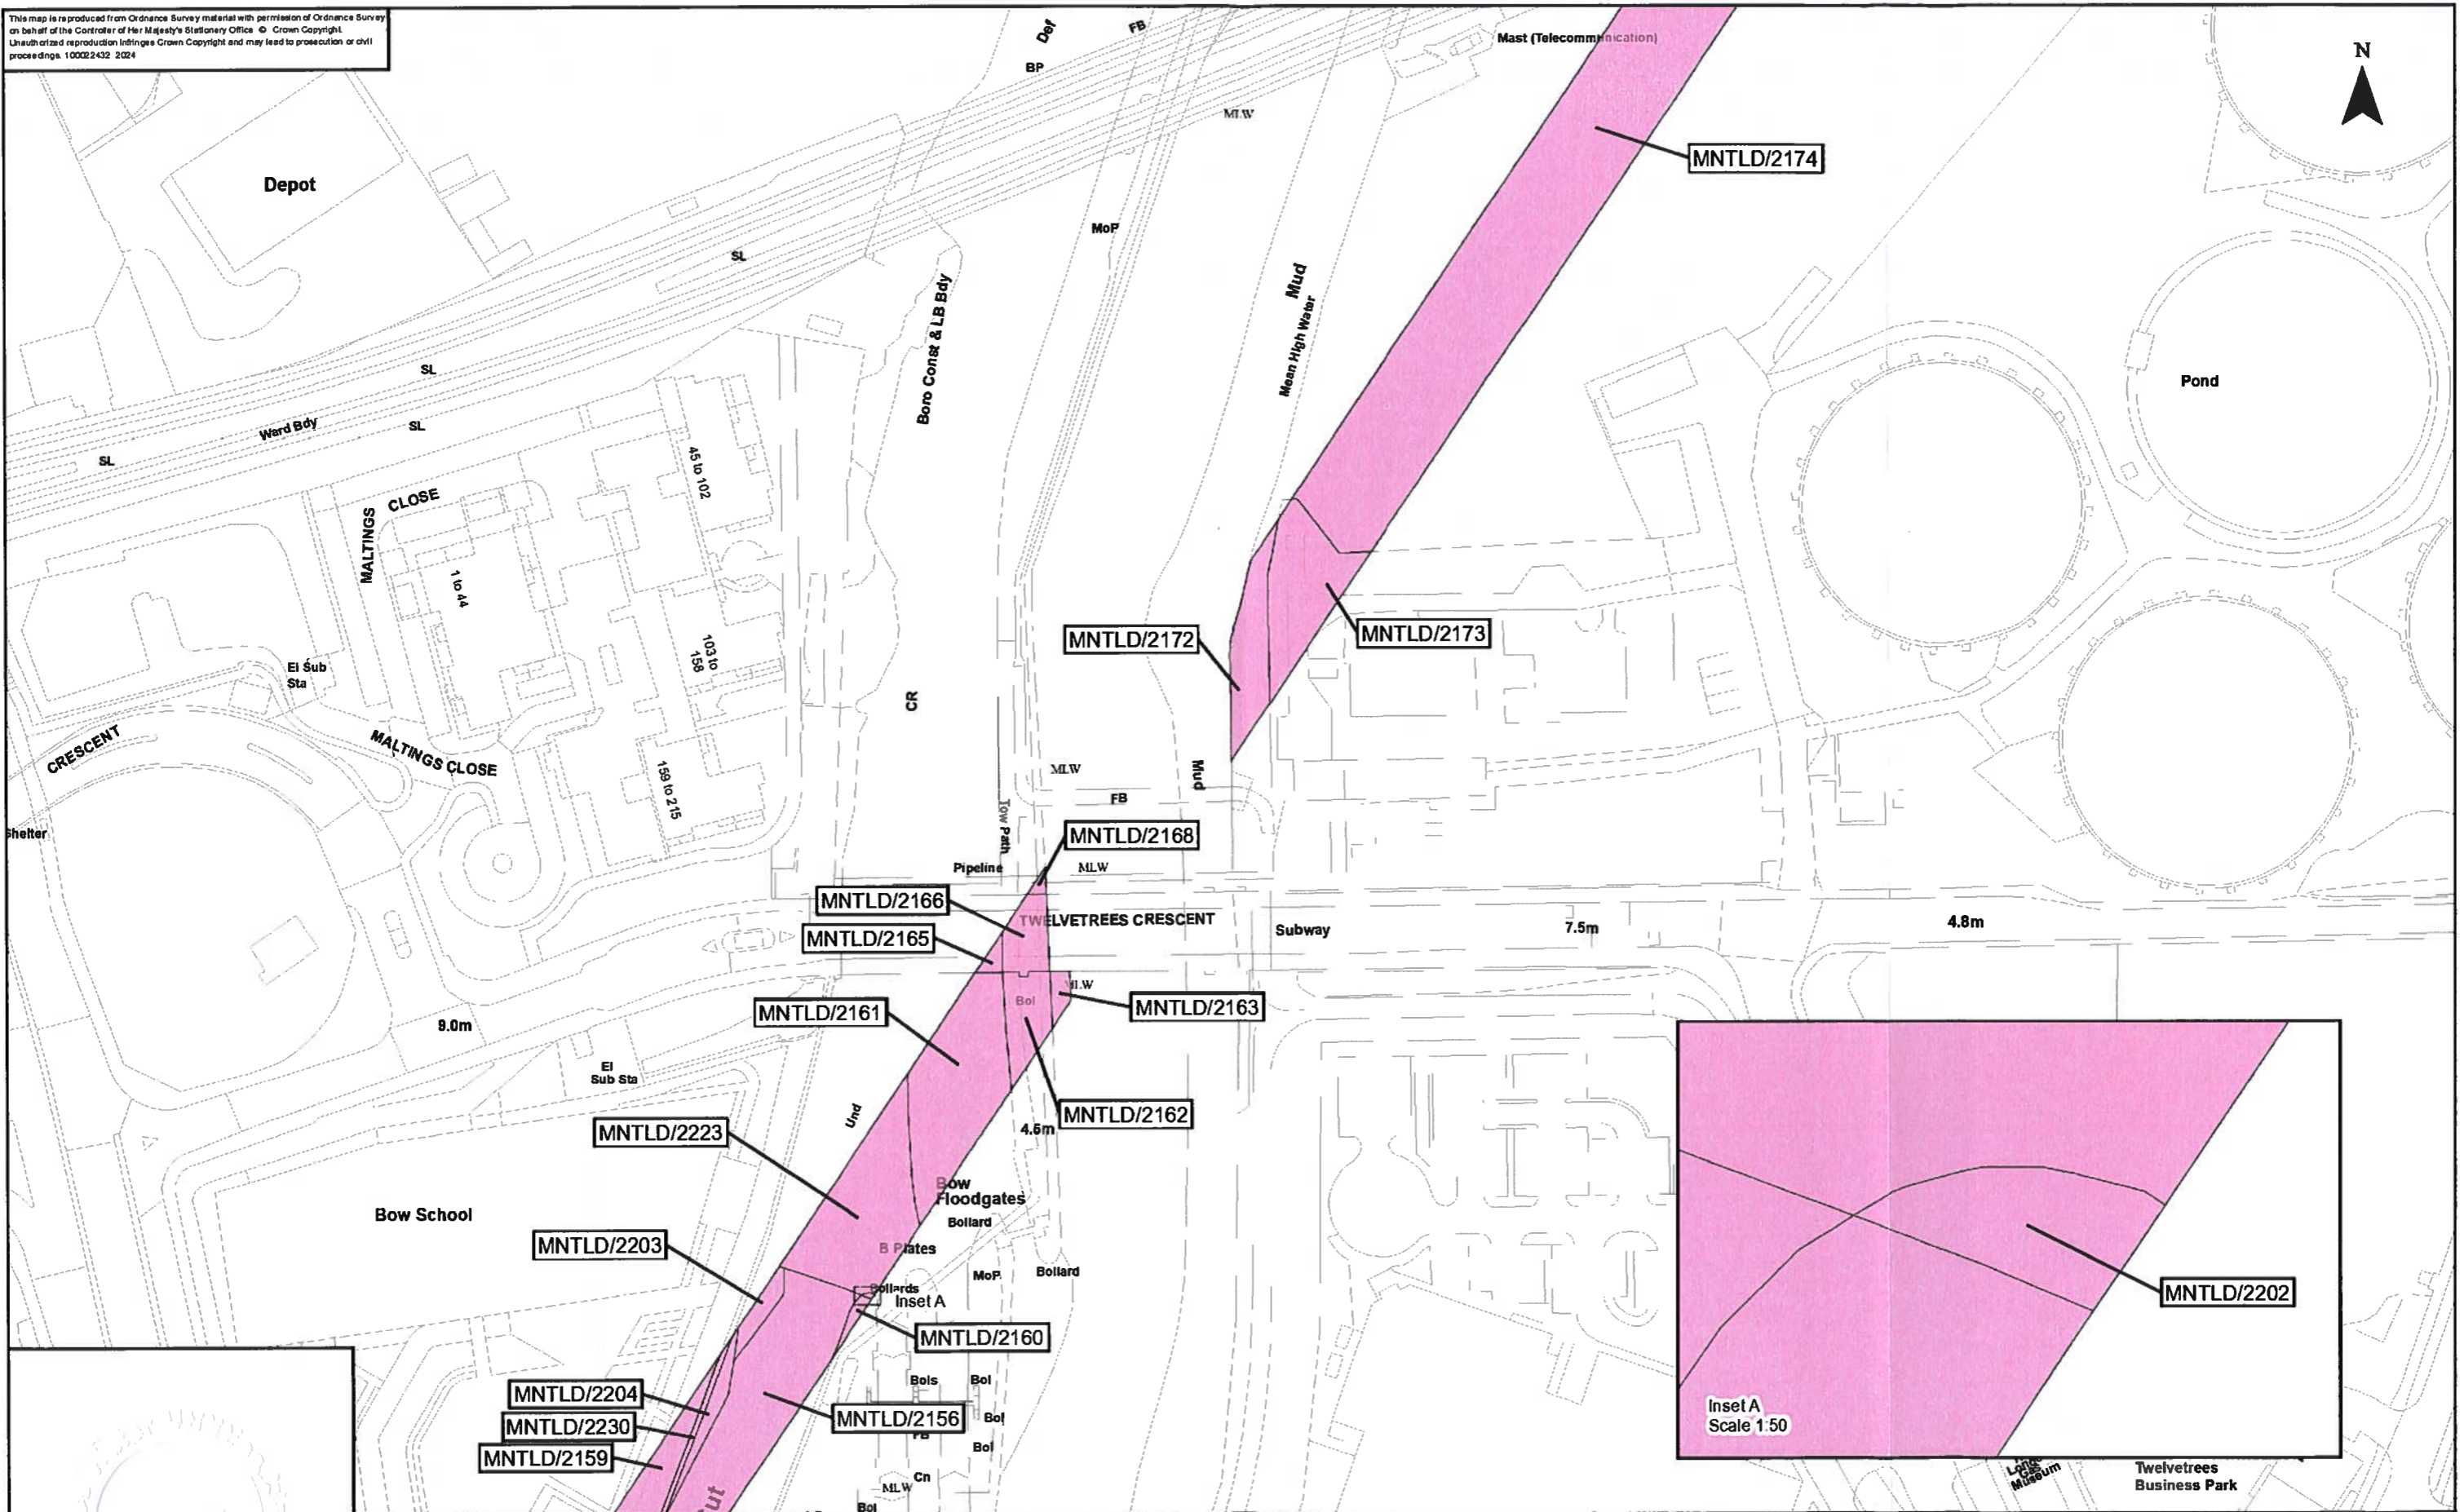 This map is reproduced from Ordnance Survey material with permission of Ordnance Survey
on behalf of the Controller of Her Majesty's Stationery Office © Crown Copyright.
Unauthorized reproduction infringes Crown Copyright and may lead to prosecution or civil
proceedings. 100022432 2024
Def
FB
BP
Mast (Telecommunication)
N
MLW
MNTLD/2174
Depot
MoP
SL
Mud
Boro Const & LB Bdy
Mean High Water
SL
Pond
Ward Bdy
SL
SL
45 to 102
MALTINGS
CLOSE
1 to 44
MNTLD/2172
MNTLD/2173
103 to
158
El Sub
Sta
CR
CRESCENT
MALTINGS CLOSE
159 to 215
MLW
Mud
FB
Tow Path
Shelter
MNTLD/2168
Pipeline
MLW
MNTLD/2166
TWELVETREES CRESCENT
Subway
7.5m
4.8m
MNTLD/2165
MLW
Bol
MNTLD/2163
MNTLD/2161
9.0m
El
Sub Sta
Und
MNTLD/2162
4.6m
MNTLD/2223
Bow
Floodgates
Bow School
Bollard
MNTLD/2203
B Plates
MoP
Bollard
Bollards
Inset A
MNTLD/2202
MNTLD/2160
Bols
Bol
MNTLD/2204
MNTLD/2156
Bol
MNTLD/2230
FB
Bol
MNTLD/2159
Inset A
Scale 1:50
Cn
MLW
Bol
Gas
Museum
Twelvetrees
Business Park